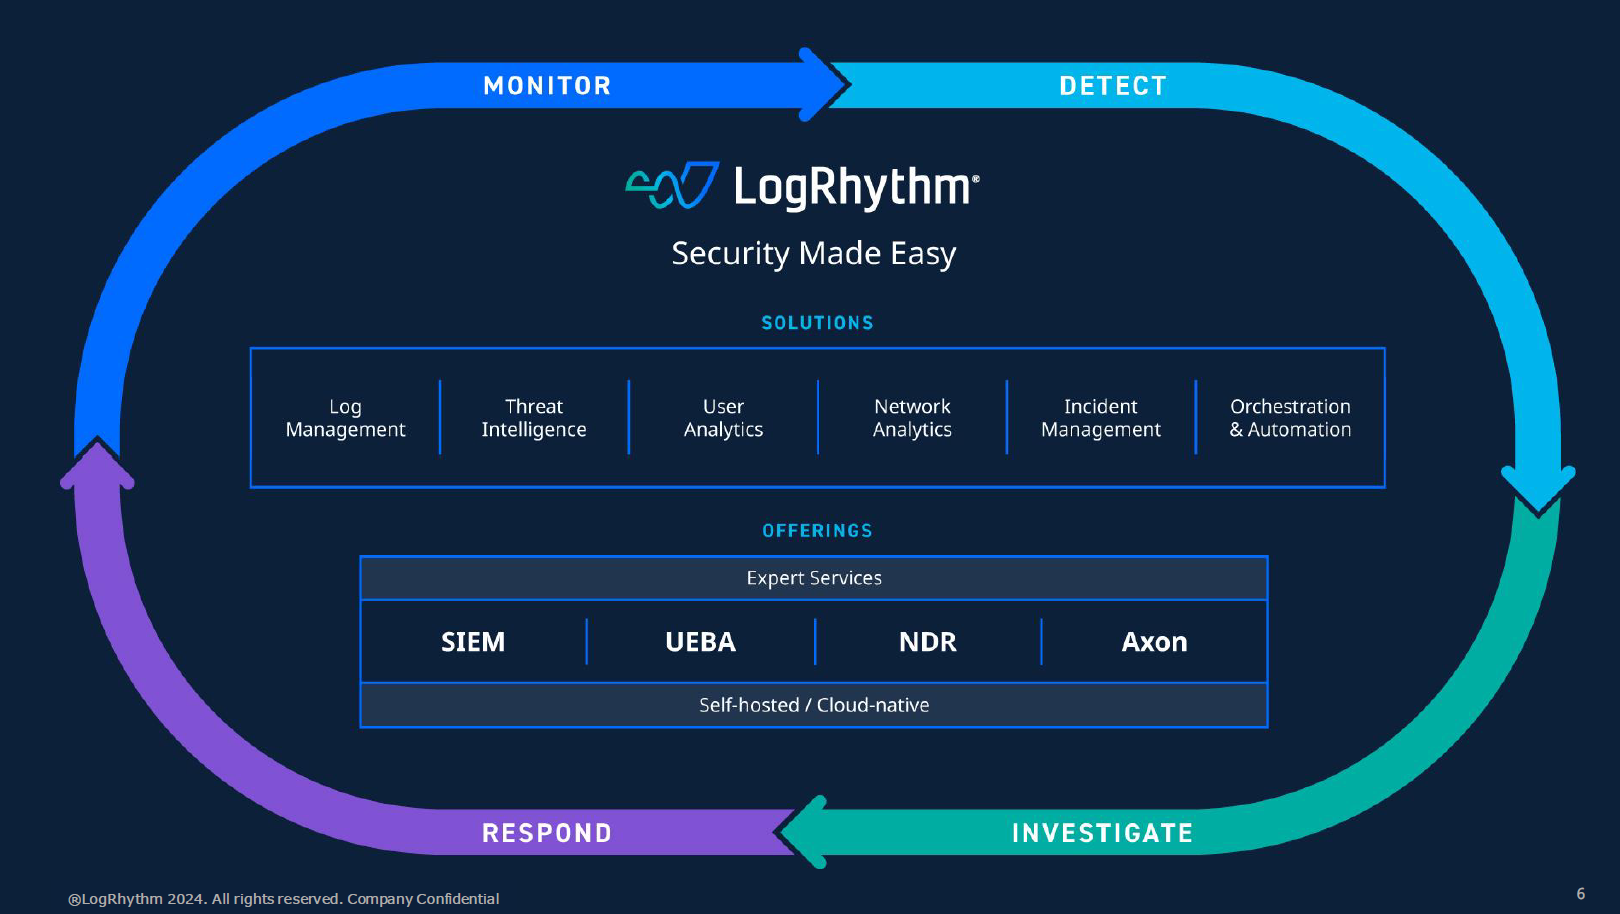 MONITOR
DETECT
LogRhythm®
Security Made Easy
SOLUTIONS
Log
Management
Threat
Intelligence
User
Analytics
Network
Analytics
Incident
Management
Orchestration
& Automation
OFFERINGS
Expert Services
SIEM
UEBA
NDR
Axon
Self-hosted / Cloud-native
RESPOND
INVESTIGATE
®LogRhythm 2024. All rights reserved. Company Confidential
6